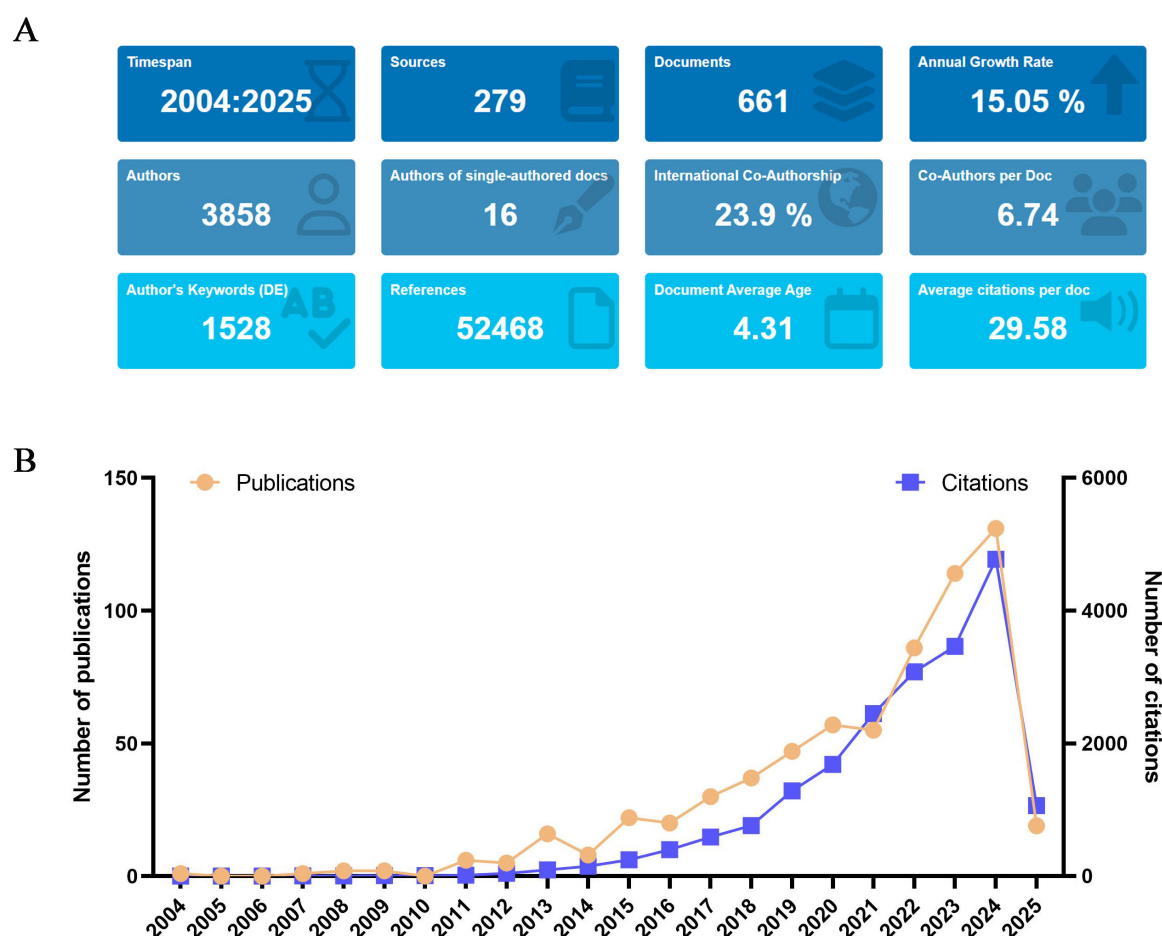 A
Timespan
2004:2025
Sources
279
Documents
661
Annual Growth Rate
15.05 %
Authors
3858
Authors of single-authored docs
16
International Co-Authorship
23.9 %
Co-Authors per Doc
6.74
Author's Keywords (DE)
AB
1528
References
52468
Document Average Age
4.31
Average citations per doc
29.58
B
Publications
Citations
Number of publications
150
100
50
0
Number of citations
6000
4000
2000
0
2004
2005
2006
2007
2008
2009
2010
2011
2012
2013
2014
2015
2016
2017
2018
2019
2020
2021
2022
2023
2024
2025